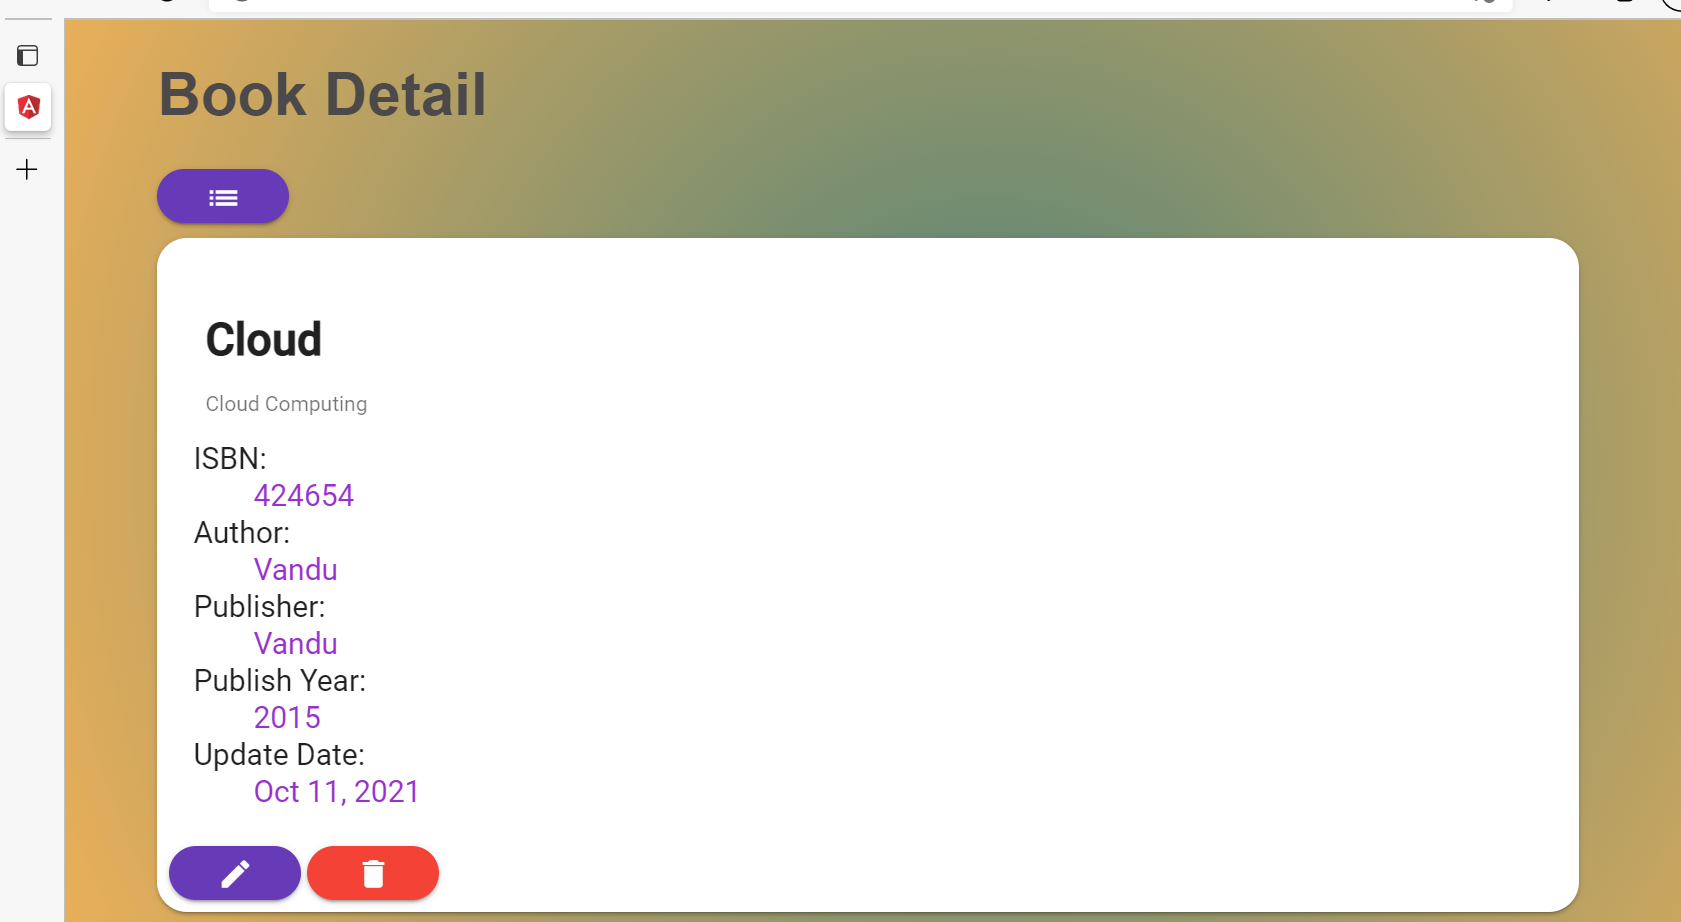 Book Detail
Cloud
Cloud Computing
ISBN:
424654
Author:
Vandu
Publisher:
Vandu
Publish Year:
2015
Update Date:
Oct 11, 2021